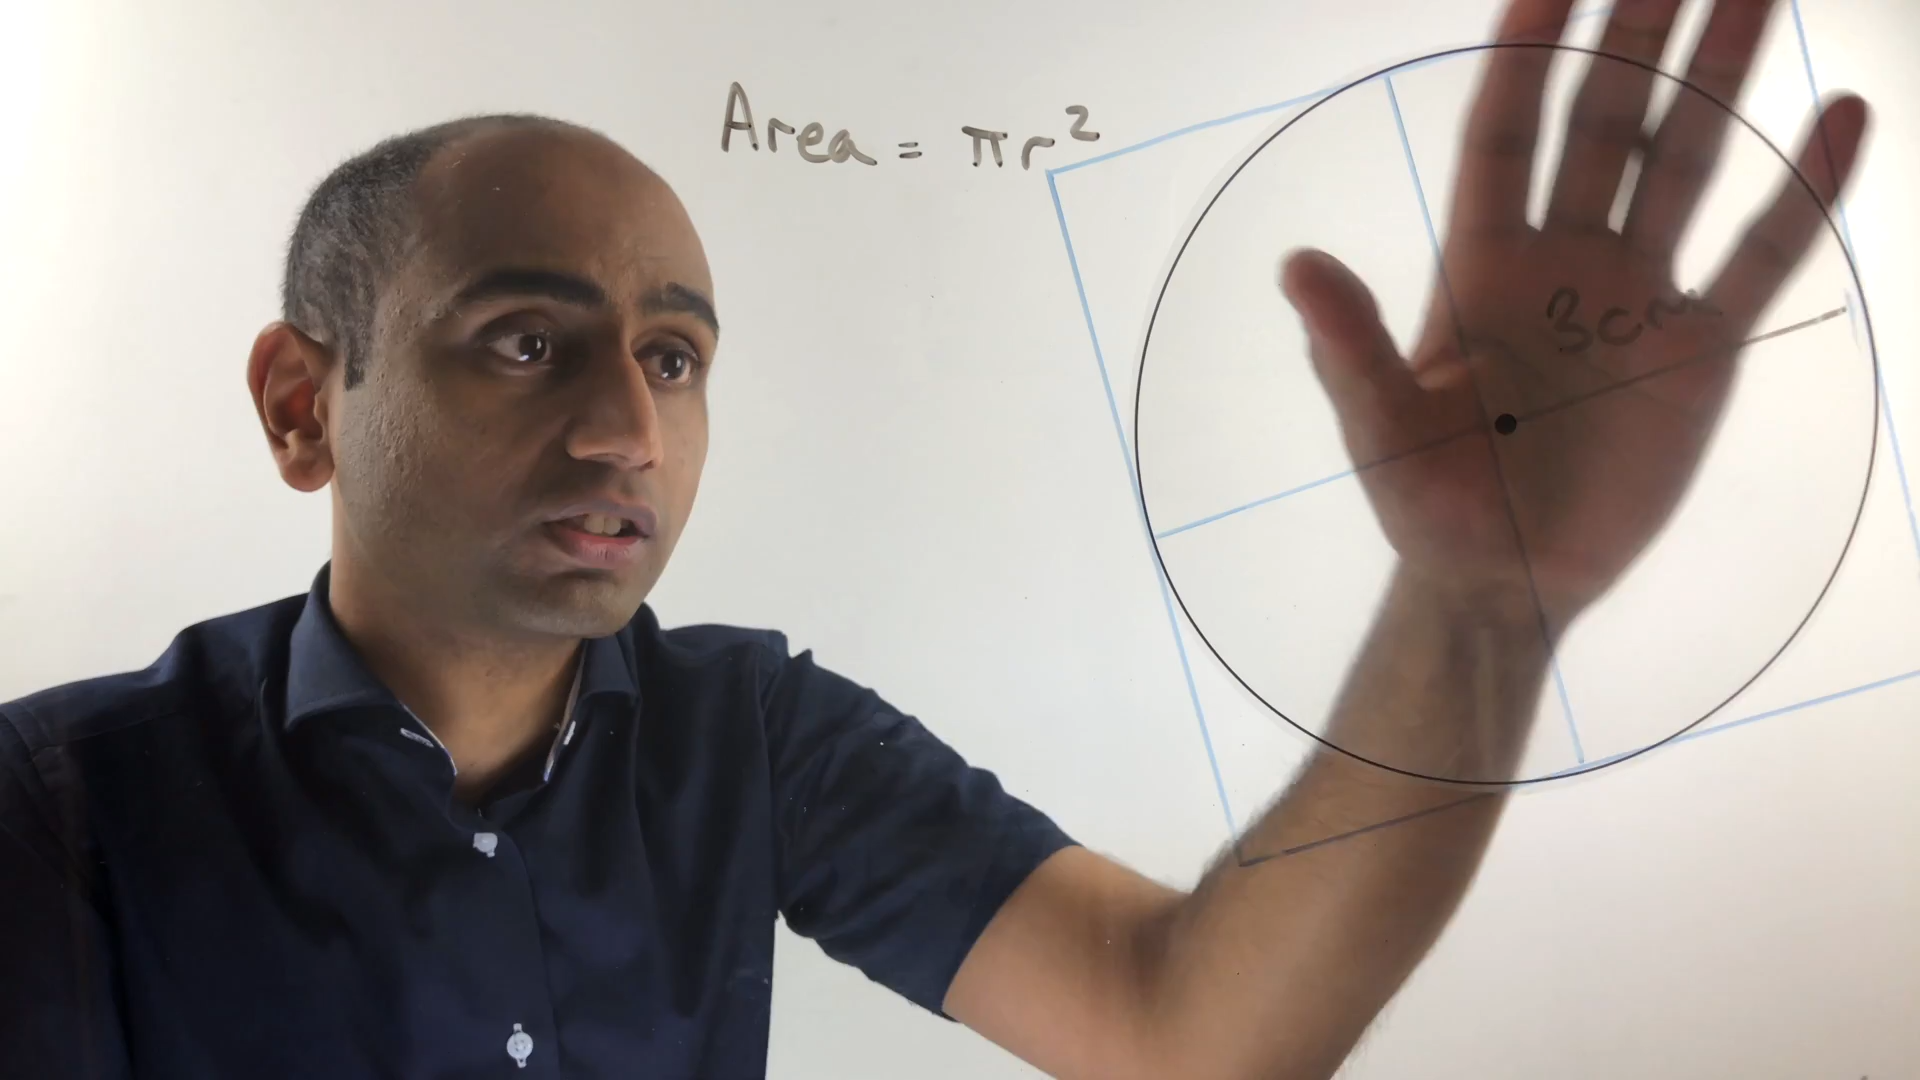 Area = πr²
3cm